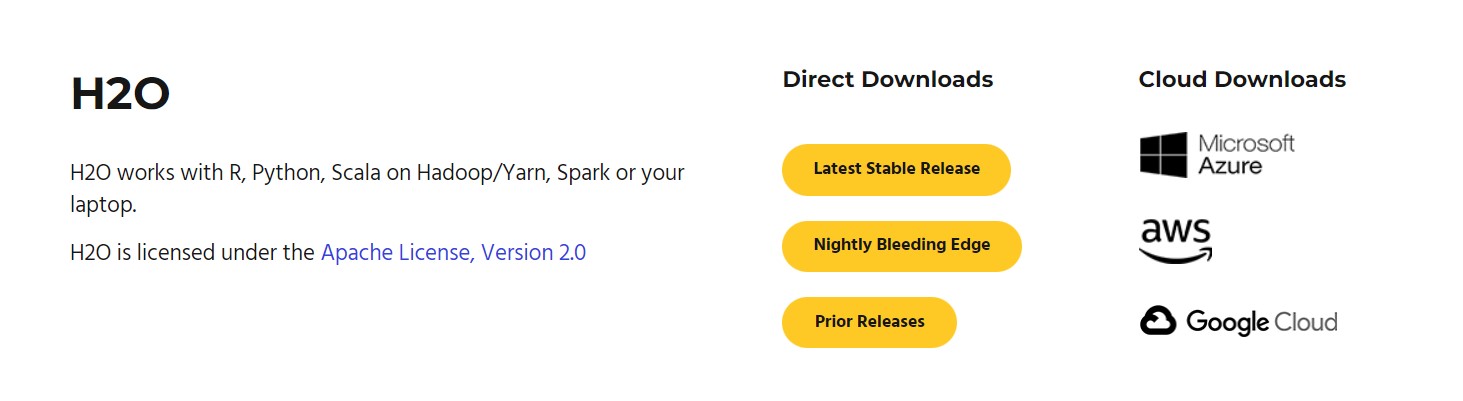 H2O
H2O works with R, Python, Scala on Hadoop/Yarn, Spark or your
laptop.
H2O is licensed under the Apache License, Version 2.0
Direct Downloads
Latest Stable Release
Nightly Bleeding Edge
Prior Releases
Cloud Downloads
Microsoft
Azure
aws
Google Cloud